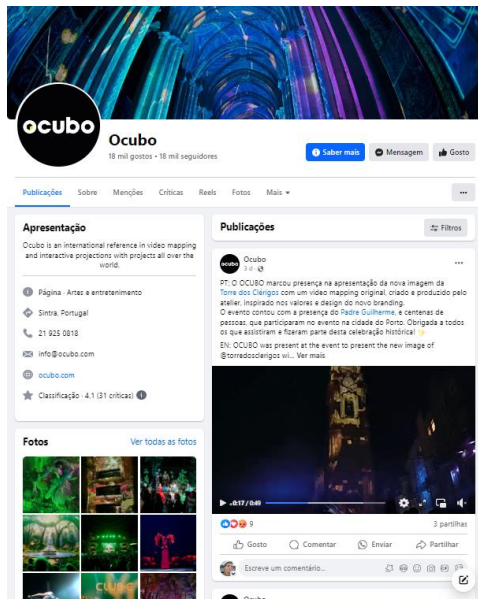 ocubo
Ocubo
18 mil gostos • 18 mil seguidores
Saber mais
Mensagem
Gosto
Publicações
Sobre
Menções
Críticas
Reels
Fotos
Mais
Apresentação
Ocubo is an international reference in video mapping
and interactive projections with projects all over the
world.
Página · Artes e entretenimento
Sintra, Portugal
21 925 0818
info@ocubo.com
ocubo.com
Classificação · 4,1 (31 críticas)
Fotos
Ver todas as fotos
Publicações
Filtros
ocubo
Ocubo
3 d
PT: O OCUBO marcou presença na apresentação da nova imagem da
Torre dos Clérigos com um video mapping original, criado e produzido pelo
atelier, inspirado nos valores e design do novo branding.
O evento contou com a presença do Padre Guilherme, e centenas de
pessoas, que participaram no evento na cidade do Porto. Obrigada a todos
os que assistiram e fizeram parte desta celebração histórica!
EN: OCUBO was present at the event to present the new image of
@torredosclerigos wi... Ver mais
-0:17 / 0:49
9
3 partilhas
Gosto
Comentar
Enviar
Partilhar
Escreve um comentário...
Ocubo